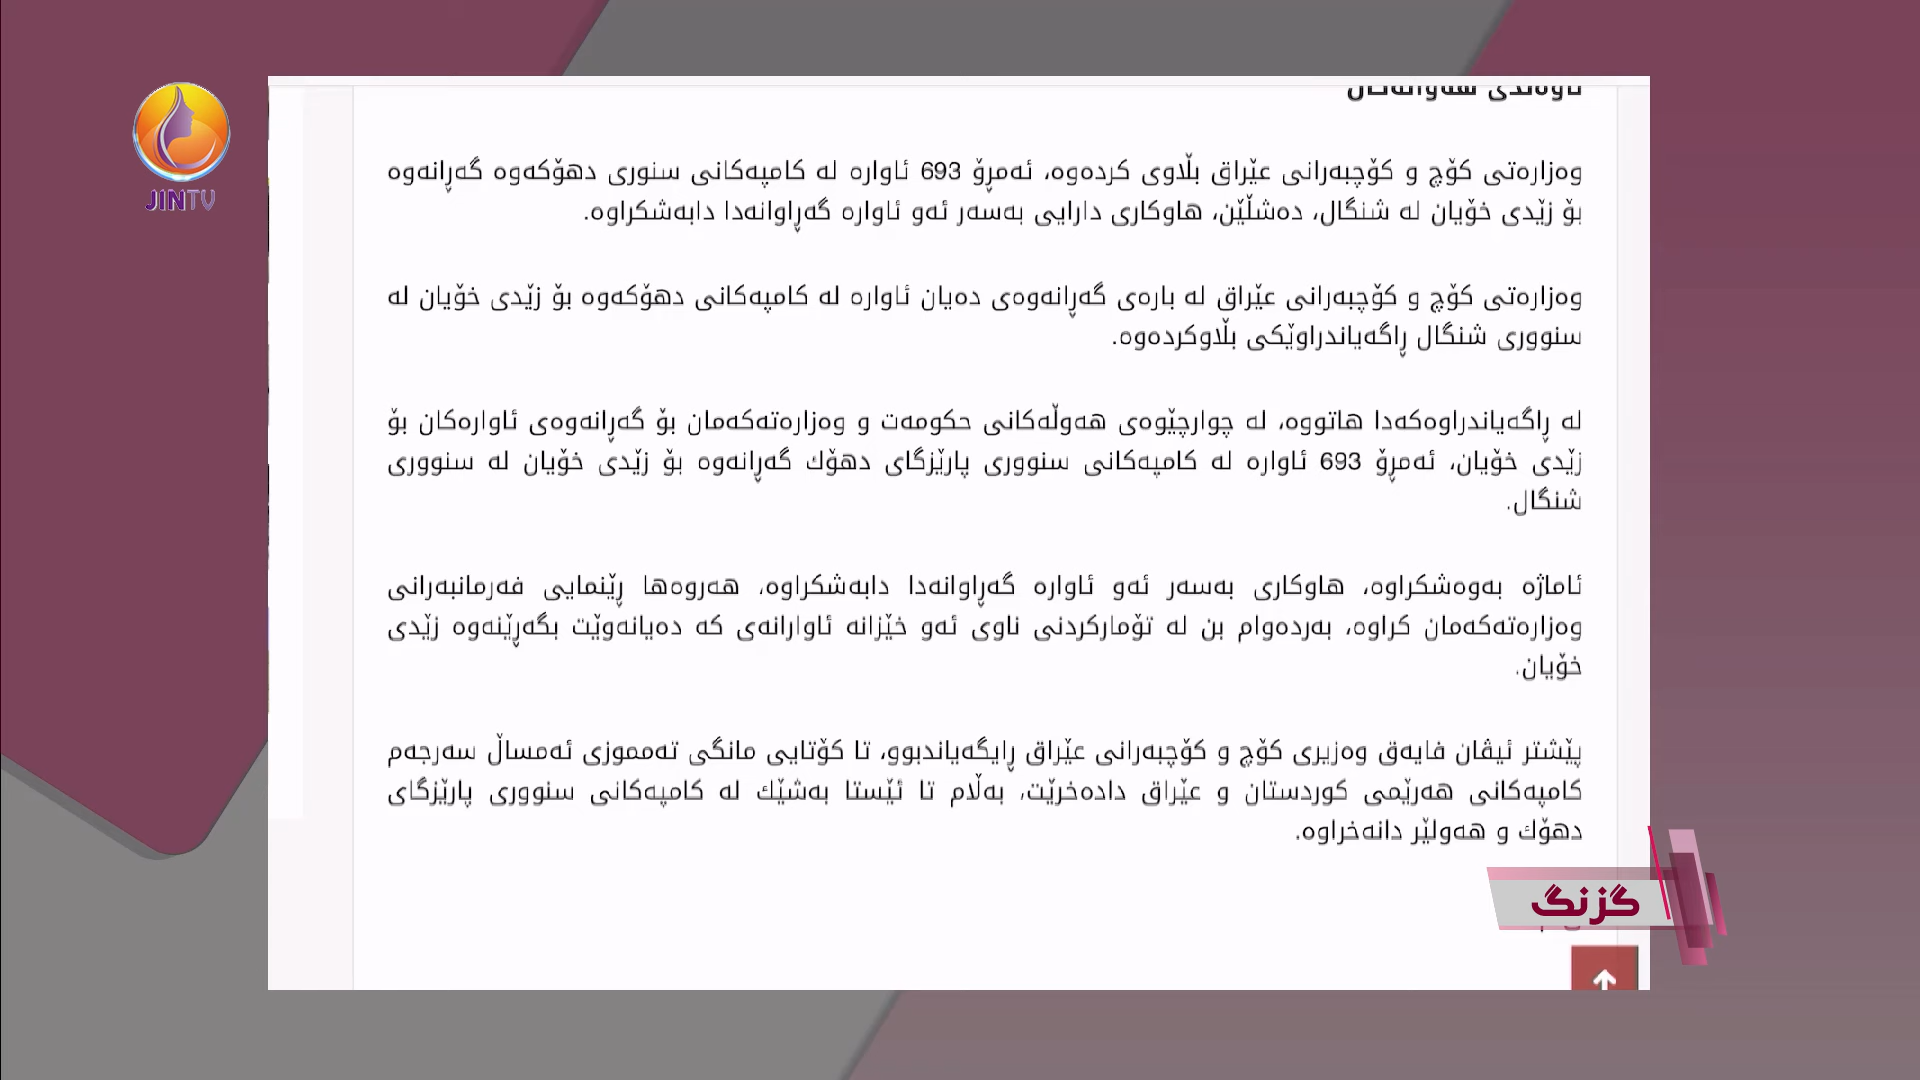 JINTV
ناوەندی هەواڵەکان
وەزارەتی کۆچ و کۆچبەرانی عێراق بڵاوی کردەوە، ئەمڕۆ 693 ئاوارە لە کامپەکانی سنوری دهۆکەوە گەڕانەوە
بۆ زێدی خۆیان لە شنگال، دەشڵێن، هاوکاری دارایی بەسەر ئەو ئاوارە گەڕاوانەدا دابەشکراوە.
وەزارەتی کۆچ و کۆچبەرانی عێراق لە بارەی گەڕانەوەی دەیان ئاوارە لە کامپەکانی دهۆکەوە بۆ زێدی خۆیان لە
سنووری شنگال ڕاگەیاندراوێکی بڵاوکردەوە.
لە ڕاگەیاندراوەکەدا هاتووە، لە چوارچێوەی هەوڵەکانی حکومەت و وەزارەتەکەمان بۆ گەڕانەوەی ئاوارەکان بۆ
زێدی خۆیان، ئەمڕۆ 693 ئاوارە لە کامپەکانی سنووری پارێزگای دهۆك گەڕانەوە بۆ زێدی خۆیان لە سنووری
شنگال.
ئاماژە بەوەشکراوە، هاوکاری بەسەر ئەو ئاوارە گەڕاوانەدا دابەشکراوە، هەروەها ڕێنمایی فەرمانبەرانی
وەزارەتەکەمان کراوە، بەردەوام بن لە تۆمارکردنی ناوی ئەو خێزانە ئاوارانەی کە دەیانەوێت بگەڕێنەوە زێدی
خۆیان.
پێشتر ئیڤان فایەق وەزیری کۆچ و کۆچبەرانی عێراق ڕایگەیاندبوو، تا کۆتایی مانگی تەمموزی ئەمساڵ سەرجەم
کامپەکانی هەرێمی کوردستان و عێراق دادەخرێت، بەڵام تا ئێستا بەشێك لە کامپەکانی سنووری پارێزگای
دهۆك و هەولێر دانەخراوە.
گزنگ